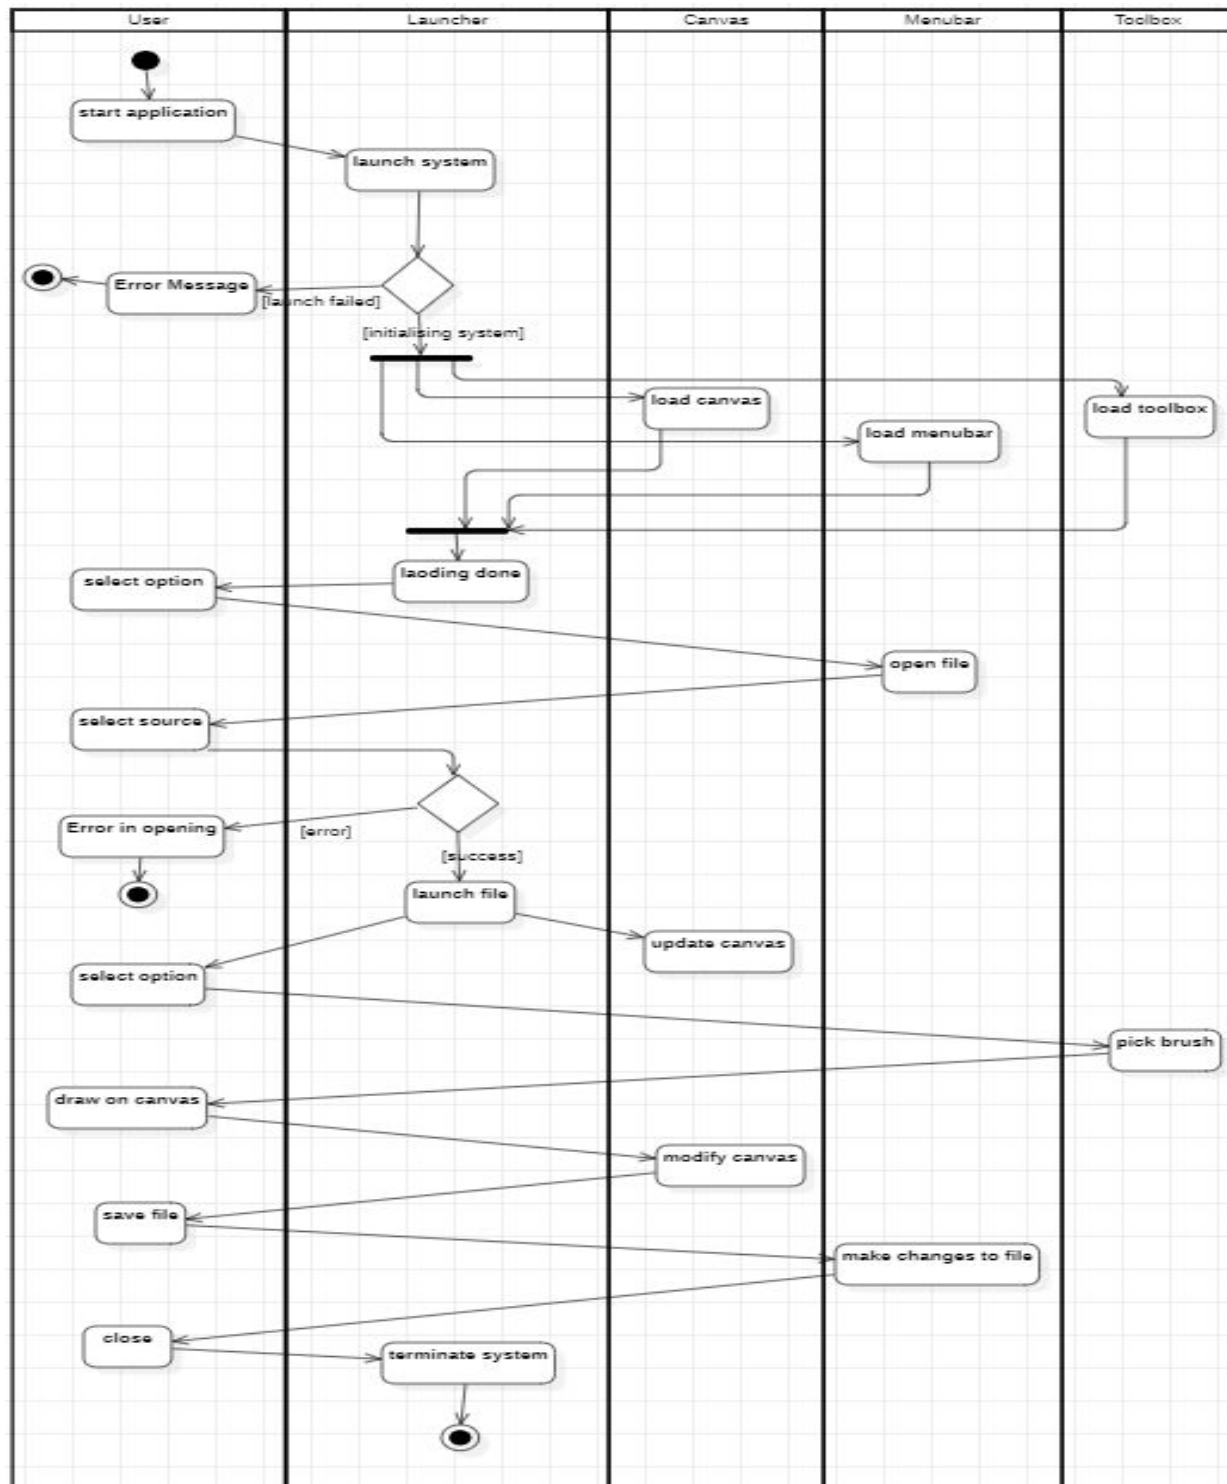 User
Launcher
Canvas
Menubar
Toolbox
start application
launch system
Error Message
[launch failed]
[initialising system]
load canvas
load toolbox
load menubar
laoding done
select option
open file
select source
Error in opening
[error]
[success]
launch file
update canvas
select option
pick brush
draw on canvas
modify canvas
save file
make changes to file
close
terminate system